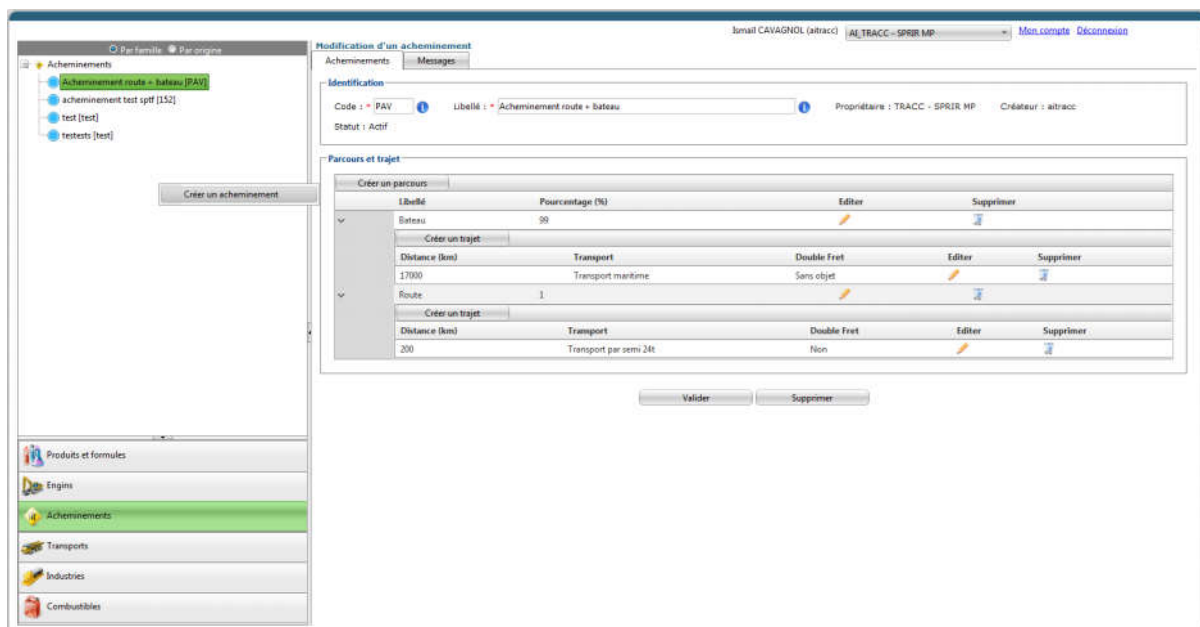 Ismail CAVAGNOL (aitracc) AI_TRACC - SPRIR MP Mon compte Déconnexion
Par famille Par origine
Acheminements
Acheminement route + bateau [PAV]
acheminement test sptf [152]
test [test]
testests [test]
Créer un acheminement
Produits et formules
Engins
Acheminements
Transports
Industries
Combustibles
Modification d'un acheminement
Acheminements Messages
Identification
Code : * PAV Libellé : * Acheminement route + bateau Propriétaire : TRACC - SPRIR MP Créateur : aitracc
Statut : Actif
Parcours et trajet
Créer un parcours
Libellé Pourcentage (%) Editer Supprimer
Bateau 99
Créer un trajet
Distance (km) Transport Double Fret Editer Supprimer
17000 Transport maritime Sans objet
Route 1
Créer un trajet
Distance (km) Transport Double Fret Editer Supprimer
200 Transport par semi 24t Non
Valider Supprimer